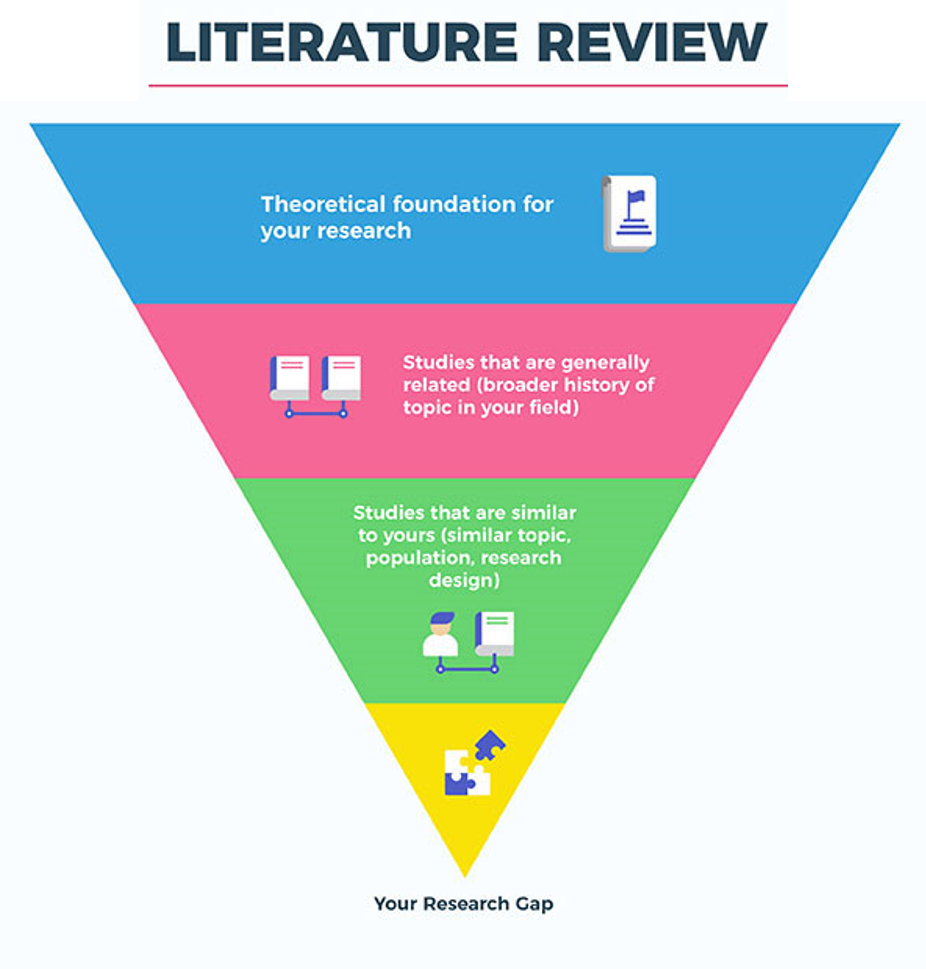 LITERATURE REVIEW
Theoretical foundation for
your research
Studies that are generally
related (broader history of
topic in your field)
Studies that are similar
to yours (similar topic,
population, research
design)
Your Research Gap